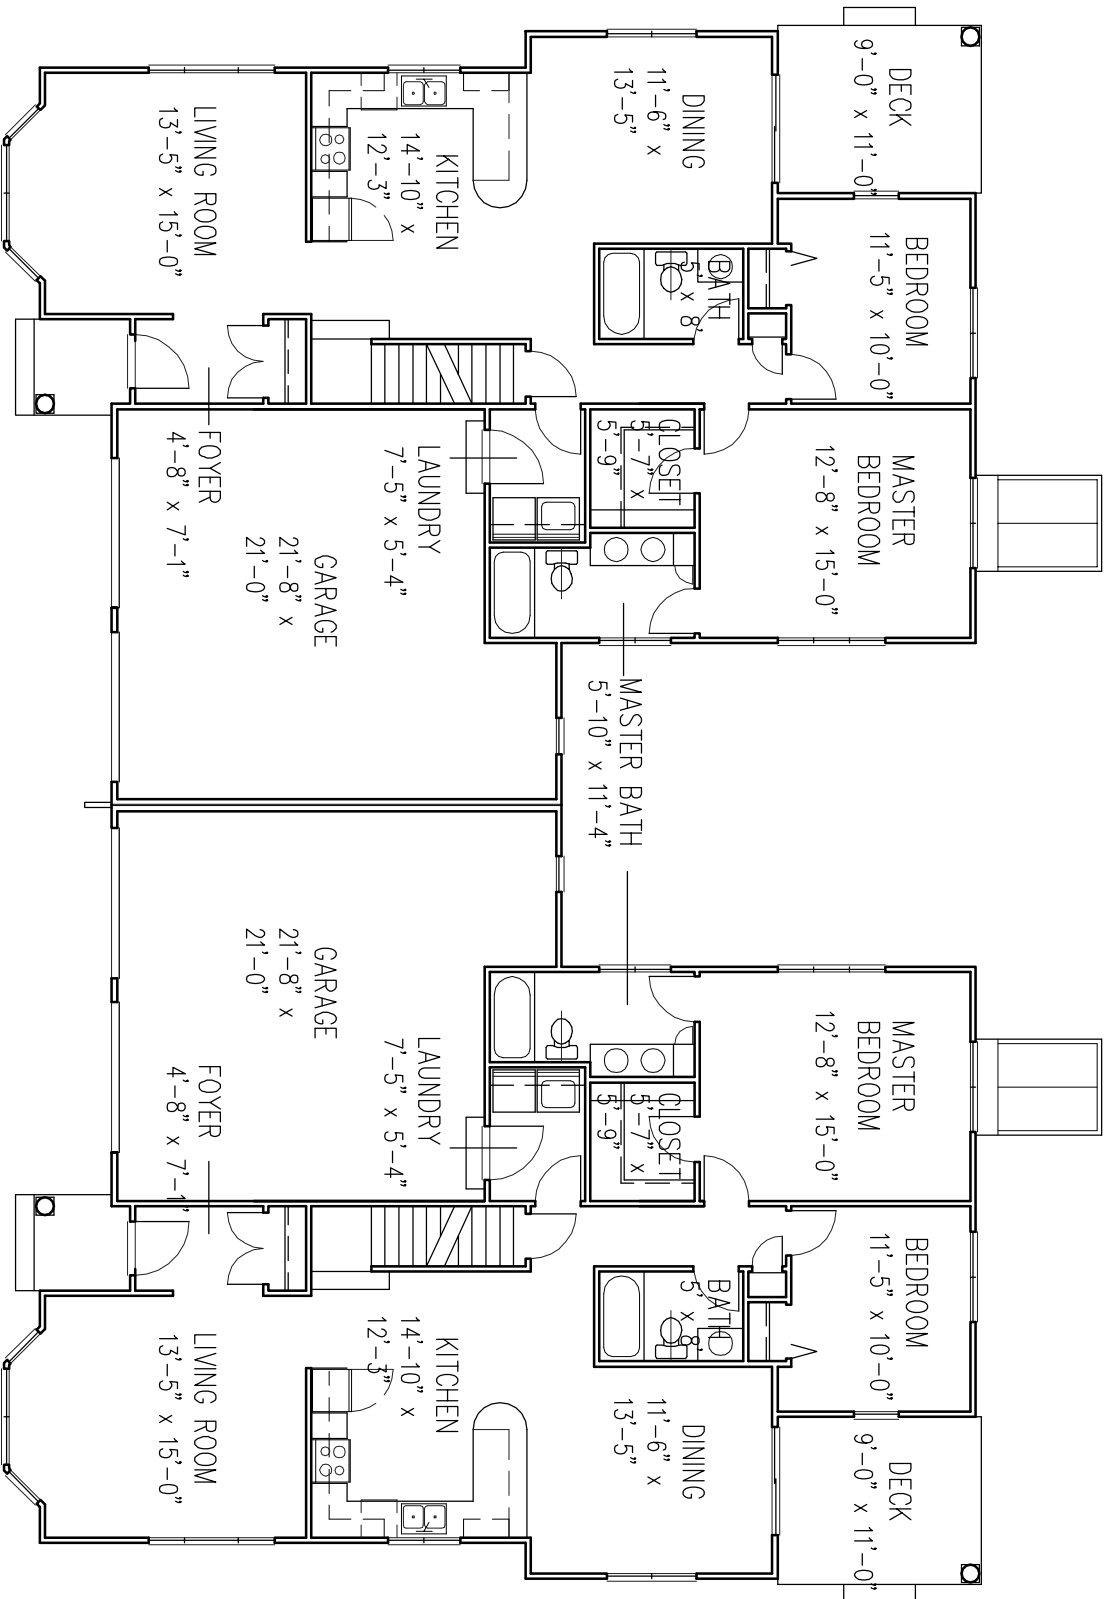 DECK
9'-0" x 11'-0"
BEDROOM
11'-5" x 10'-0"
MASTER
BEDROOM
12'-8" x 15'-0"
MASTER
BEDROOM
12'-8" x 15'-0"
BEDROOM
11'-5" x 10'-0"
DECK
9'-0" x 11'-0"
DINING
11'-6" x
13'-5"
BATH
5' x 8'
CLOSET
5'-7" x
5'-9"
MASTER BATH
5'-10" x 11'-4"
CLOSET
5'-7" x
5'-9"
BATH
5' x 8'
DINING
11'-6" x
13'-5"
KITCHEN
14'-10" x
12'-3"
LAUNDRY
7'-5" x 5'-4"
LAUNDRY
7'-5" x 5'-4"
KITCHEN
14'-10" x
12'-3"
GARAGE
21'-8" x
21'-0"
GARAGE
21'-8" x
21'-0"
LIVING ROOM
13'-5" x 15'-0"
FOYER
4'-8" x 7'-1"
FOYER
4'-8" x 7'-1"
LIVING ROOM
13'-5" x 15'-0"